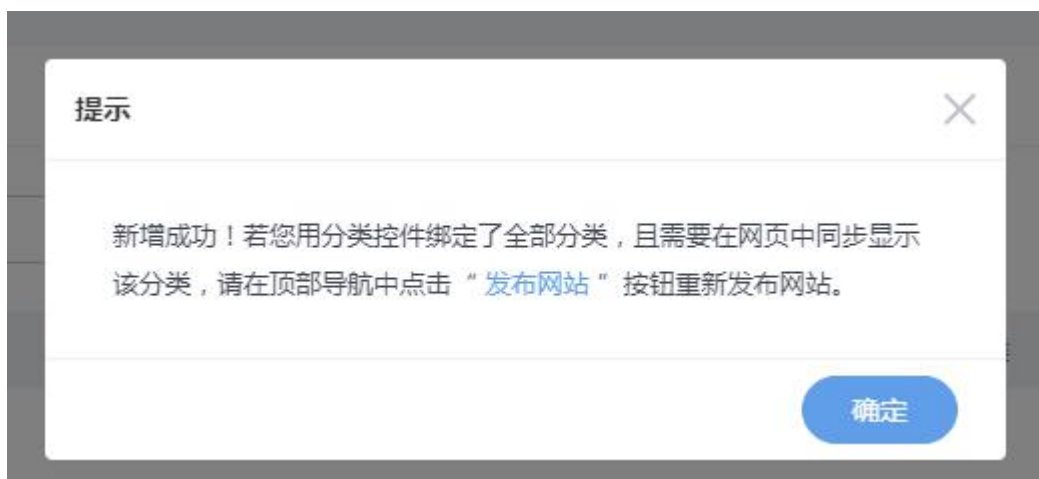 提示
新增成功！若您用分类控件绑定了全部分类，且需要在网页中同步显示
该分类，请在顶部导航中点击“发布网站”按钮重新发布网站。
确定